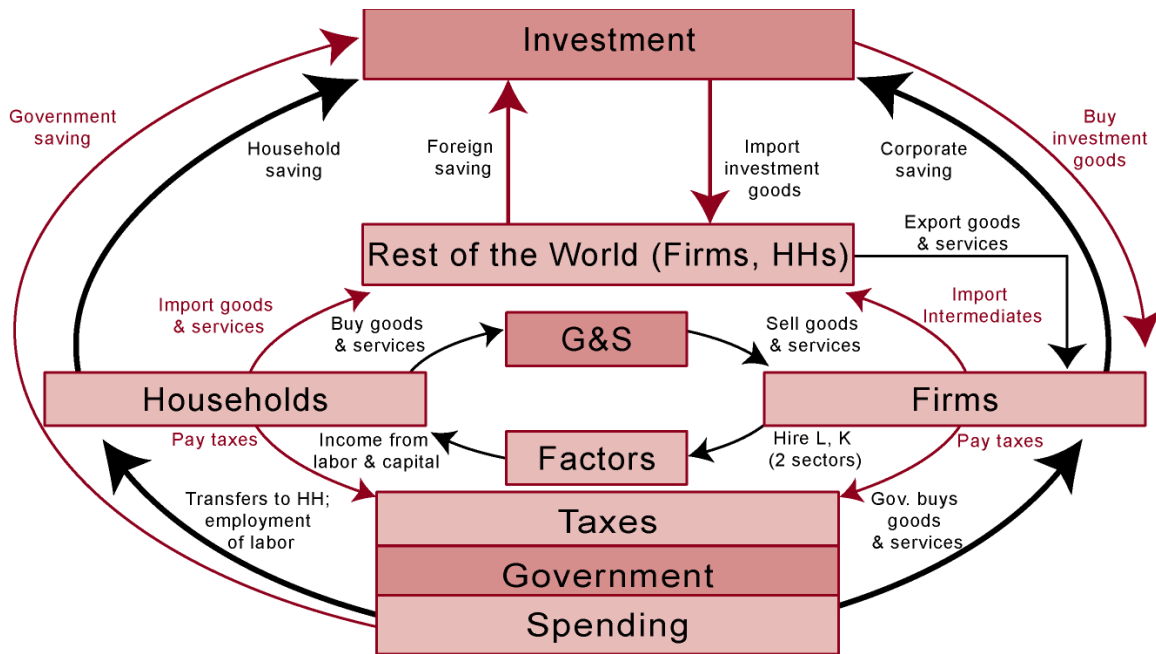 Investment
Government
saving
Household
saving
Foreign
saving
Import
investment
goods
Corporate
saving
Buy
investment
goods
Export goods
& services
Rest of the World (Firms, HHs)
Import goods
& services
Buy goods
& services
G&S
Sell goods
& services
Import
Intermediates
Households
Firms
Pay taxes
Income from
labor & capital
Factors
Hire L, K
(2 sectors)
Pay taxes
Transfers to HH;
employment
of labor
Taxes
Gov. buys
goods
& services
Government
Spending